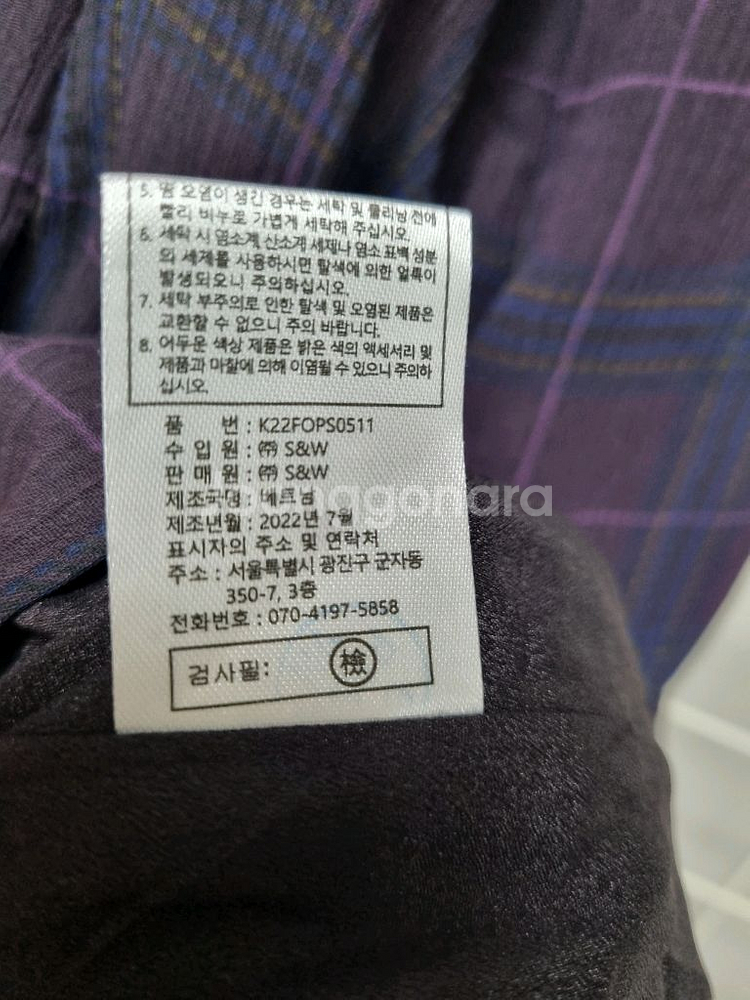 5. 땀 오염이 생긴 경우는 세탁 및 클리닝 전에
빨리 비누로 가볍게 세탁해 주십시오.
6. 세탁 시 염소계, 산소계 세제나 염소 표백 성분
의 세제를 사용하시면 탈색에 의한 얼룩이
발생되오니 주의하십시오.
7. 세탁 부주의로 인한 탈색 및 오염된 제품은
교환할 수 없으니 주의 바랍니다.
8. 어두운 색상 제품은 밝은 색의 액세서리 및
제품과 마찰에 의해 이염될 수 있으니 주의하
십시오.
품 번 : K22FOPS0511
수 입 원 : ㈜ S&W
판 매 원 : ㈜ S&W
제조국명 : 베트남
제조년월 : 2022년 7월
표시자의 주소 및 연락처
주소 : 서울특별시 광진구 군자동
350-7, 3층
전화번호 : 070-4197-5858
검사필: 檢